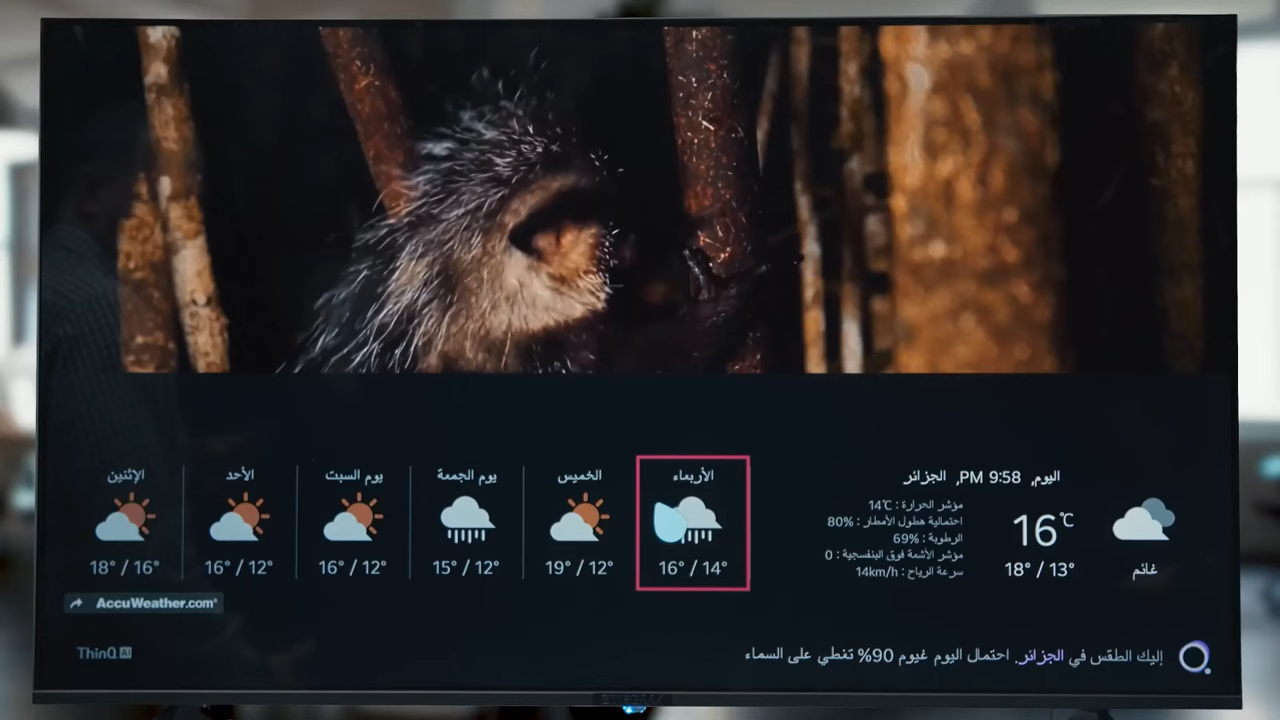 اليوم, 9:58 PM, الجزائر
غائم
16°C
18° / 13°
مؤشر الحرارة : 14℃
احتمالية هطول الأمطار : %80
الرطوبة : %69
مؤشر الأشعة فوق البنفسجية : 0
سرعة الرياح : 14km/h
الأربعاء
16° / 14°
الخميس
19° / 12°
يوم الجمعة
15° / 12°
يوم السبت
16° / 12°
الأحد
16° / 12°
الإثنين
18° / 16°
AccuWeather.com®
إليك الطقس في الجزائر. احتمال اليوم غيوم 90% تغطي على السماء
ThinQ AI